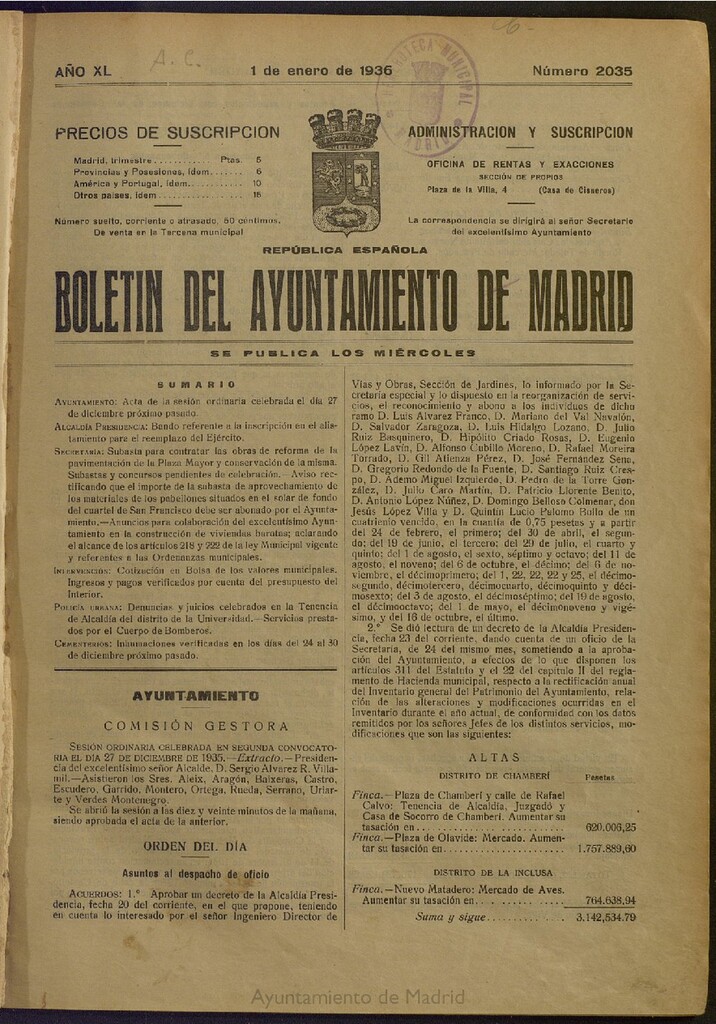 AÑO XL
1 de enero de 1936
Número 2035
PRECIOS DE SUSCRIPCION
Madrid, trimestre........... Ptas. 5
Provincias y Posesiones, ídem...... 6
América y Portugal, ídem.......... 10
Otros países, ídem............... 15
Número suelto, corriente o atrasado, 50 céntimos.
De venta en la Tercena municipal
ADMINISTRACION Y SUSCRIPCION
OFICINA DE RENTAS Y EXACCIONES
SECCIÓN DE PROPIOS
Plaza de la Villa, 4 (Casa de Cisneros)
La correspondencia se dirigirá al señor Secretario
del excelentísimo Ayuntamiento
REPÚBLICA ESPAÑOLA
BOLETIN DEL AYUNTAMIENTO DE MADRID
SE PUBLICA LOS MIÉRCOLES
SUMARIO
AYUNTAMIENTO: Acta de la sesión ordinaria celebrada el día 27
de diciembre próximo pasado.
ALCALDÍA PRESIDENCIA: Bando referente a la inscripción en el alis-
tamiento para el reemplazo del Ejército.
SECRETARÍA: Subasta para contratar las obras de reforma de la
pavimentación de la Plaza Mayor y conservación de la misma.
Subastas y concursos pendientes de celebración.—Aviso rec-
tificando que el importe de la subasta de aprovechamiento de
los materiales de los pabellones situados en el solar de fondo
del cuartel de San Francisco debe ser abonado por el Ayunta-
miento.—Anuncios para colaboración del excelentísimo Ayun-
tamiento en la construcción de viviendas baratas; aclarando
el alcance de los artículos 218 y 222 de la ley Municipal vigente
y referentes a las Ordenanzas municipales.
INTERVENCIÓN: Cotización en Bolsa de los valores municipales.
Ingresos y pagos verificados por cuenta del presupuesto del
Interior.
POLICÍA URBANA: Denuncias y juicios celebrados en la Tenencia
de Alcaldía del distrito de la Universidad.—Servicios pres-
tados por el Cuerpo de Bomberos.
CEMENTERIOS: Inhumaciones verificadas en los días del 24 al 30
de diciembre próximo pasado.
AYUNTAMIENTO
COMISIÓN GESTORA
SESIÓN ORDINARIA CELEBRADA EN SEGUNDA CONVOCATO-
RIA EL DÍA 27 DE DICIEMBRE DE 1935.—Extracto.—Presiden-
cia del excelentísimo señor Alcalde, D. Sergio Alvarez R. Villa-
mil.—Asistieron los Sres. Aleix, Aragón, Baixeras, Castro,
Escudero, Garrido, Montero, Ortega, Rueda, Serrano, Uriar-
te y Verdes Montenegro.
Se abrió la sesión a las diez y veinte minutos de la mañana,
siendo aprobada el acta de la anterior.
ORDEN DEL DÍA
Asuntos al despacho de oficio
ACUERDOS: 1.º Aprobar un decreto de la Alcaldía Presi-
dencia, fecha 20 del corriente, en el que propone, teniendo
en cuenta lo interesado por el señor Ingeniero Director de
Vías y Obras, Sección de Jardines, lo informado por la Se-
cretaría especial y lo dispuesto en la reorganización de servi-
cios, el reconocimiento y abono a los individuos de dicho
ramo D. Luis Alvarez Franco, D. Mariano del Val Navalón,
D. Salvador Zaragoza, D. Luis Hidalgo Lozano, D. Julio
Ruiz Basquinero, D. Hipólito Criado Rosas, D. Eugenio
López Lavín, D. Alfonso Cubillo Moreno, D. Rafael Moreira
Torrado, D. Gil Atienza Pérez, D. José Fernández Sena,
D. Gregorio Redondo de la Fuente, D. Santiago Ruiz Cres-
po, D. Ademo Miguel Izquierdo, D. Pedro de la Torre Gon-
zález, D. Julio Caro Martín, D. Patricio Llorente Benito,
D. Antonio López Núñez, D. Domingo Belloso Colmenar, don
Jesús López Villa y D. Quintín Lucio Palomo Bollo de un
cuatrienio vencido, en la cuantía de 0,75 pesetas y a partir
del 24 de febrero, el primero; del 30 de abril, el segun-
do; del 19 de junio, el tercero; del 29 de julio, el cuarto y
quinto; del 1 de agosto, el sexto, séptimo y octavo; del 11 de
agosto, el noveno; del 6 de octubre, el décimo; del 6 de no-
viembre, el décimoprimero; del 1, 22, 22, 22 y 25, el décimo-
segundo, décimotercero, décimocuarto, décimoquinto y déci-
mosexto; del 3 de agosto, el décimoséptimo; del 19 de agosto,
el décimooctavo; del 1 de mayo, el décimonoveno y vigé-
simo, y del 16 de octubre, el último.
2.º Se dió lectura de un decreto de la Alcaldía Presiden-
cia, fecha 23 del corriente, dando cuenta de un oficio de la
Secretaría, de 24 del mismo mes, sometiendo a la aproba-
ción del Ayuntamiento, a efectos de lo que disponen los
artículos 311 del Estatuto y el 22 del capítulo II del regla-
mento de Hacienda municipal, respecto a la rectificación anual
del Inventario general del Patrimonio del Ayuntamiento, rela-
ción de las alteraciones y modificaciones ocurridas en el
Inventario durante el año actual, de conformidad con los datos
remitidos por los señores Jefes de los distintos servicios, mo-
dificaciones que son las siguientes:
ALTAS
DISTRITO DE CHAMBERÍ Pesetas
Finca.—Plaza de Chamberí y calle de Rafael
Calvo: Tenencia de Alcaldía, Juzgado y
Casa de Socorro de Chamberí. Aumentar su
tasación en........................ 620.006,25
Finca.—Plaza de Olavide: Mercado. Aumen-
tar su tasación en.................. 1.757.889,60
DISTRITO DE LA INCLUSA
Finca.—Nuevo Matadero: Mercado de Aves.
Aumentar su tasación en............. 764.638,94
Suma y sigue............. 3.142.534,79
Ayuntamiento de Madrid